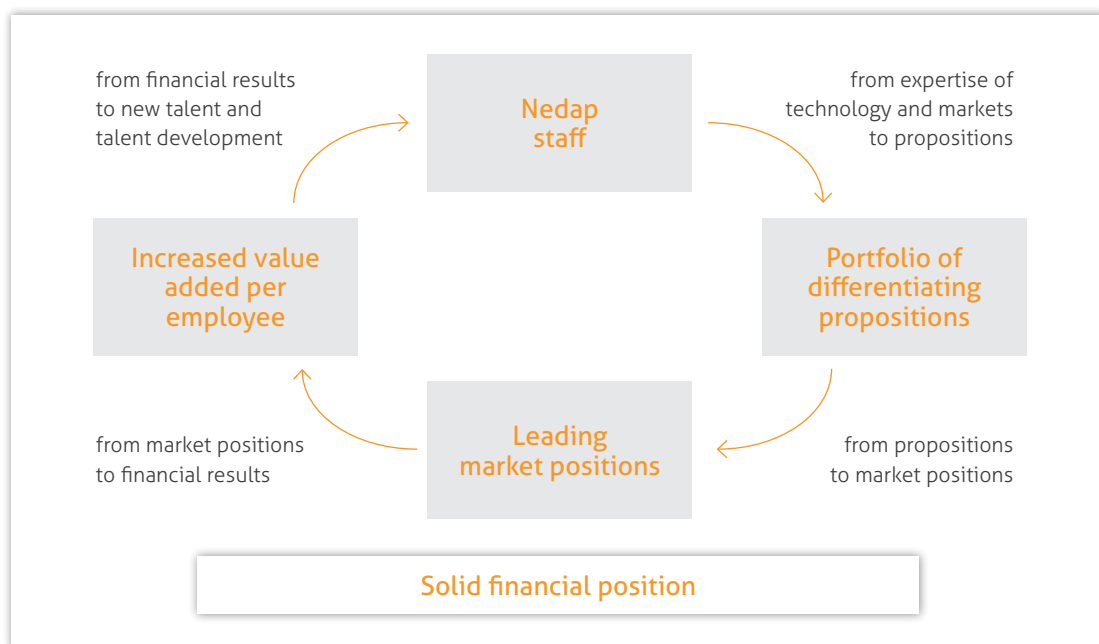 from financial results
to new talent and
talent development
Nedap
staff
from expertise of
technology and markets
to propositions
Increased value
added per
employee
Portfolio of
differentiating
propositions
from market positions
to financial results
Leading
market positions
from propositions
to market positions
Solid financial position